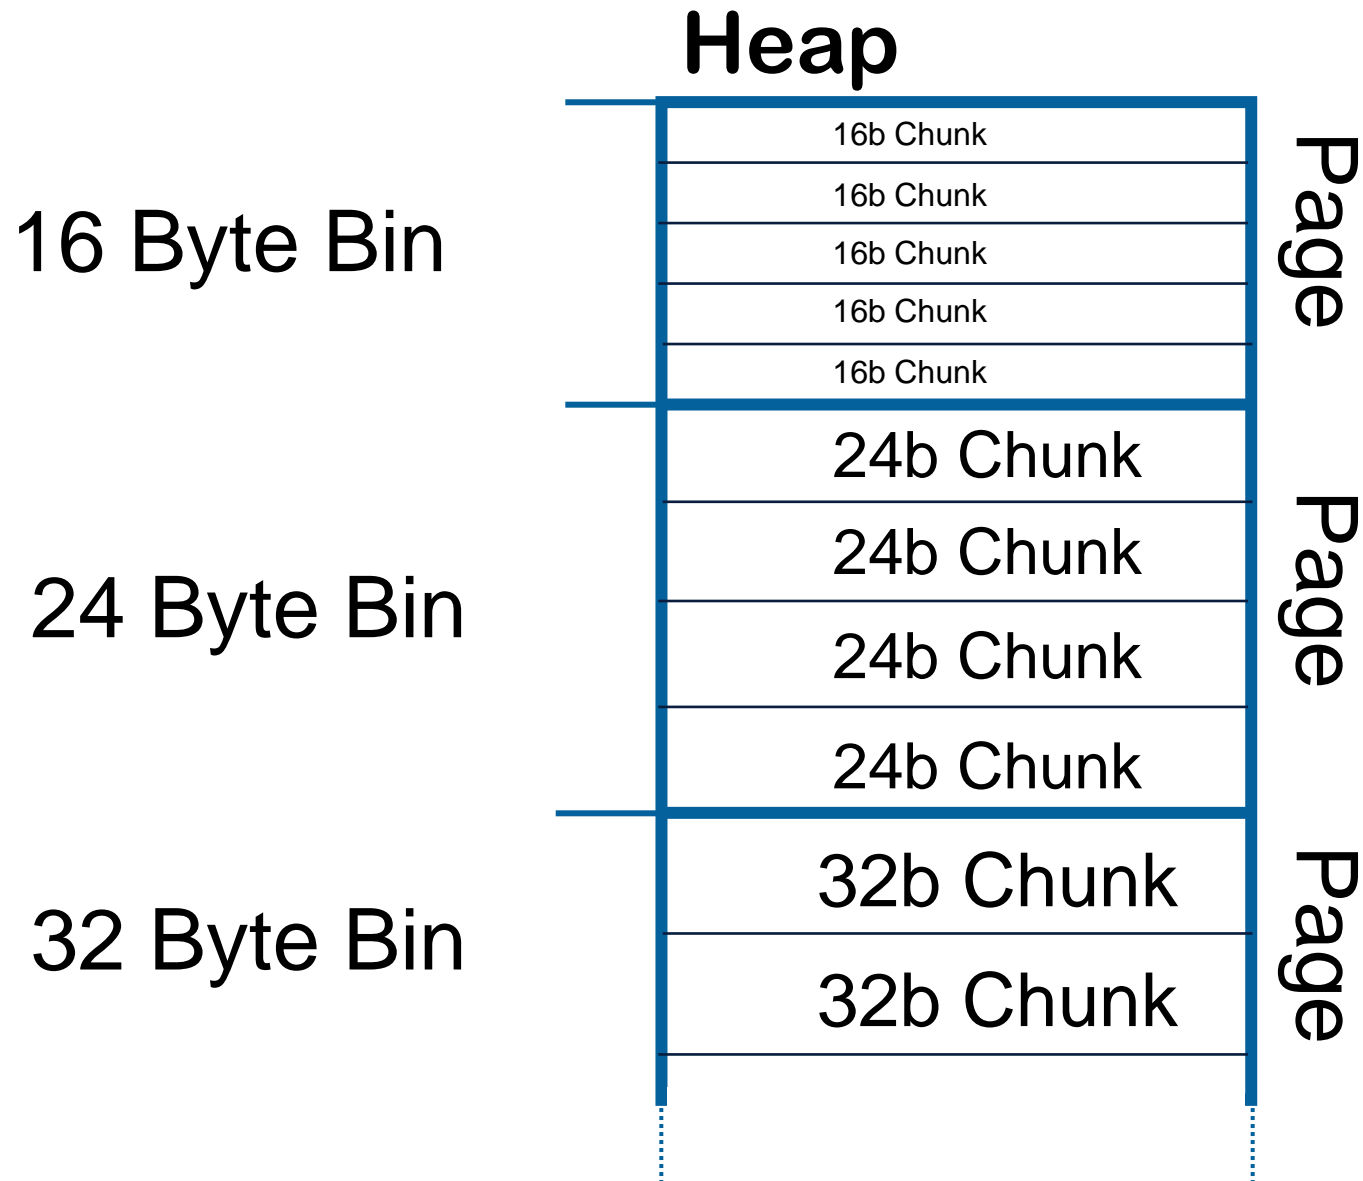 Heap
16b Chunk
16b Chunk
16 Byte Bin
16b Chunk
16b Chunk
16b Chunk
Page
24b Chunk
24b Chunk
24 Byte Bin
24b Chunk
24b Chunk
Page
32b Chunk
32 Byte Bin
32b Chunk
Page